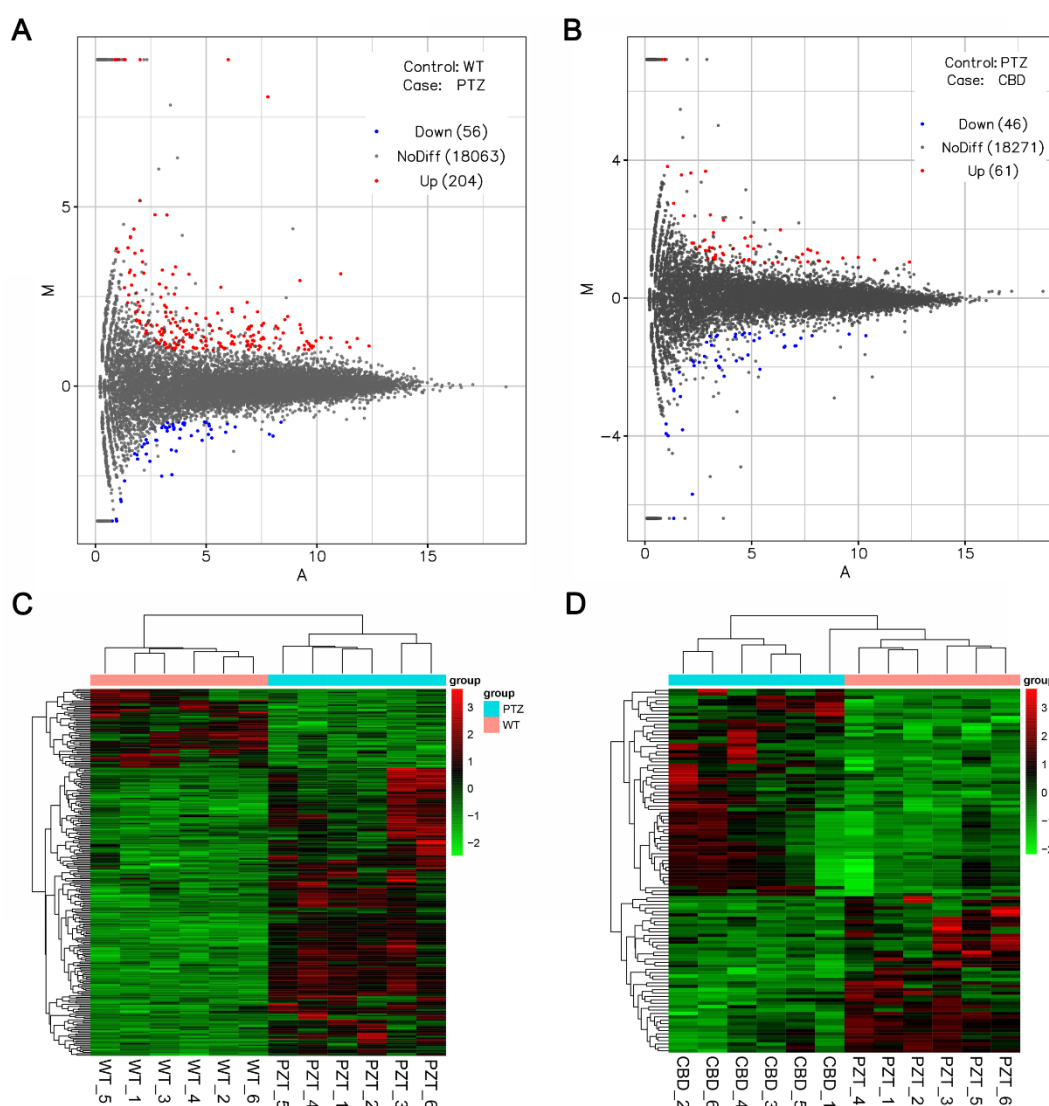 A
Control: WT
Case: PTZ
Down (56)
NoDiff (18063)
Up (204)
5
0
M
0
5
10
15
A
B
Control: PTZ
Case: CBD
Down (46)
NoDiff (18271)
Up (61)
4
0
−4
M
0
5
10
15
A
C
group
3
2
1
0
−1
−2
group
PTZ
WT
WT_5
WT_1
WT_3
WT_4
WT_2
WT_6
PZT_5
PZT_4
PZT_1
PZT_2
PZT_3
PZT_6
D
group
3
2
1
0
−1
−2
CBD_2
CBD_6
CBD_4
CBD_3
CBD_5
CBD_1
PZT_4
PZT_1
PZT_2
PZT_3
PZT_5
PZT_6